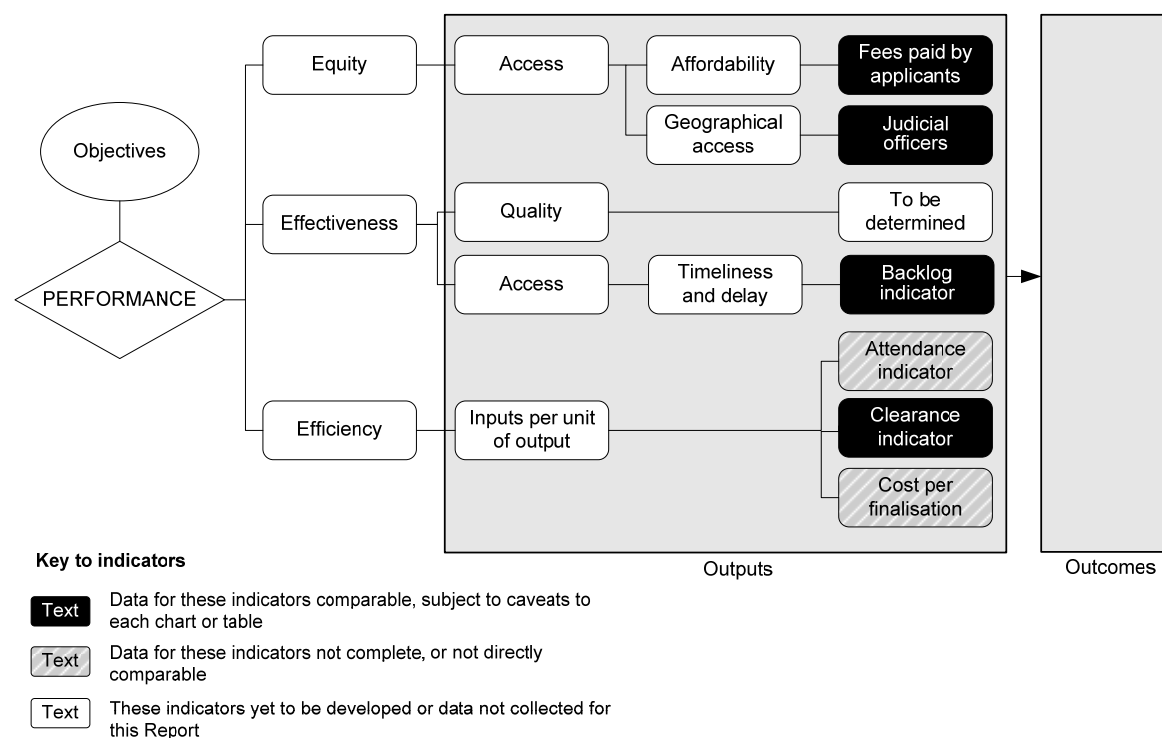 Equity
Access
Affordability
Fees paid by
applicants
Objectives
Geographical
access
Judicial
officers
Effectiveness
Quality
To be
determined
PERFORMANCE
Access
Timeliness
and delay
Backlog
indicator
Attendance
indicator
Efficiency
Inputs per unit
of output
Clearance
indicator
Cost per
finalisation
Outputs
Outcomes
Key to indicators
Text
Data for these indicators comparable, subject to caveats to
each chart or table
Text
Data for these indicators not complete, or not directly
comparable
Text
These indicators yet to be developed or data not collected for
this Report